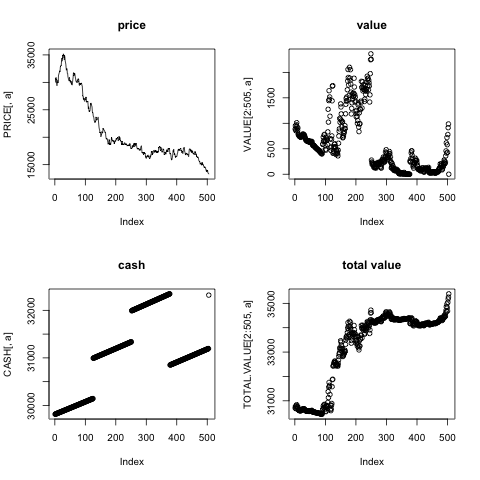 price
value
PRICE[, a]
15000 25000 35000
VALUE[2:505, a]
0 500 1500
0 100 200 300 400 500
0 100 200 300 400 500
Index
Index
cash
total value
CASH[, a]
30000 31000 32000
TOTAL.VALUE[2:505, a]
31000 33000 35000
0 100 200 300 400 500
0 100 200 300 400 500
Index
Index